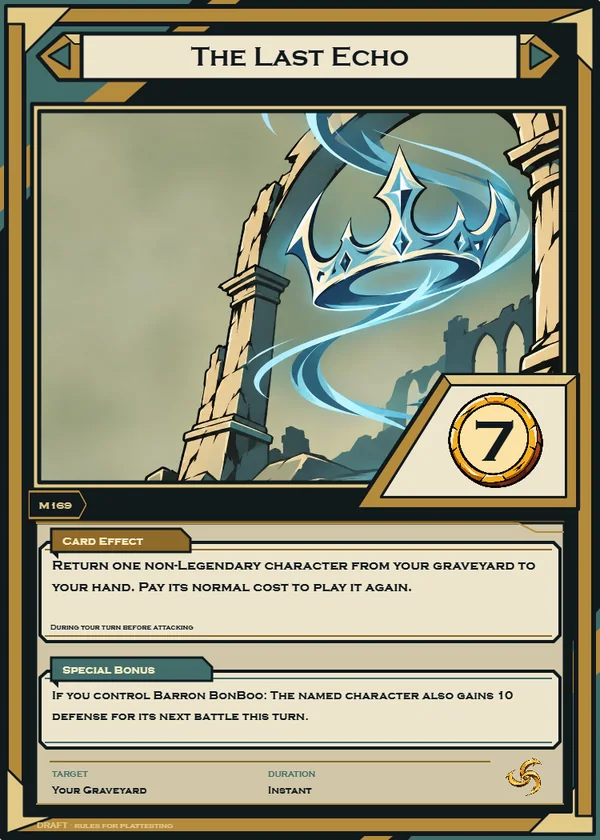 The Last Echo
7
M169
Card Effect
Return one non-Legendary character from your graveyard to
your hand. Pay its normal cost to play it again.
During your turn before attacking
Special Bonus
If you control Barron BonBoo: The named character also gains 10
defense for its next battle this turn.
Target
Duration
Your Graveyard
Instant
DRAFT · Rules for playtesting